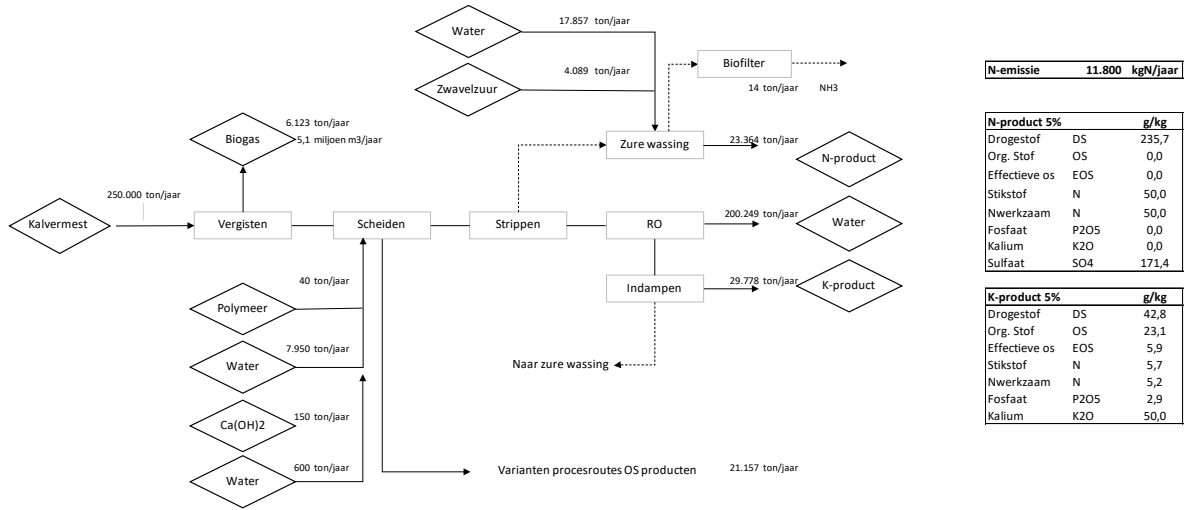 17.857 ton/jaar
Water
4.089 ton/jaar
Zwavelzuur
Biofilter
14 ton/jaar NH3
6.123 ton/jaar
Biogas
5,1 miljoen m3/jaar
Zure wassing
23.364 ton/jaar
N-product
250.000 ton/jaar
Kalvermest
Vergisten
Scheiden
Strippen
RO
200.249 ton/jaar
Water
Indampen
29.778 ton/jaar
K-product
40 ton/jaar
Polymeer
7.950 ton/jaar
Water
Naar zure wassing
150 ton/jaar
Ca(OH)2
600 ton/jaar
Water
Varianten procesroutes OS producten 21.157 ton/jaar
N-emissie 11.800 kgN/jaar
N-product 5% g/kg
Drogestof DS 235,7
Org. Stof OS 0,0
Effectieve os EOS 0,0
Stikstof N 50,0
Nwerkzaam N 50,0
Fosfaat P2O5 0,0
Kalium K2O 0,0
Sulfaat SO4 171,4
K-product 5% g/kg
Drogestof DS 42,8
Org. Stof OS 23,1
Effectieve os EOS 5,9
Stikstof N 5,7
Nwerkzaam N 5,2
Fosfaat P2O5 2,9
Kalium K2O 50,0